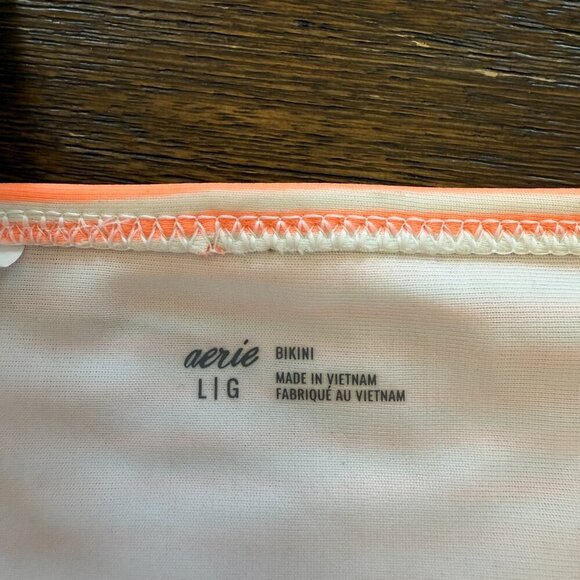 aerie
L|G
BIKINI
MADE IN VIETNAM
FABRIQUÉ AU VIETNAM